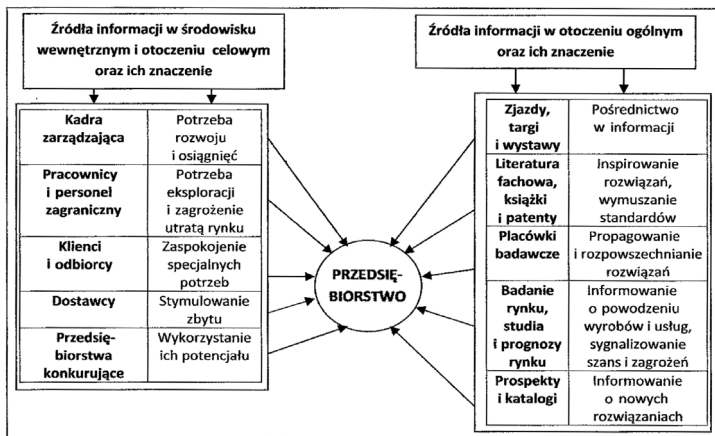 Źródła informacji w środowisku
wewnętrznym i otoczeniu celowym
oraz ich znaczenie
Kadra
zarządzająca
Potrzeba
rozwoju
i osiągnięć
Pracownicy
i personel
zagraniczny
Potrzeba
eksploracji
i zagrożenie
utratą rynku
Klienci
i odbiorcy
Zaspokojenie
specjalnych
potrzeb
Dostawcy
Stymulowanie
zbytu
Przedsię-
biorstwa
konkurujące
Wykorzystanie
ich potencjału
PRZEDSIĘ-
BIORSTWO
Źródła informacji w otoczeniu ogólnym
oraz ich znaczenie
Zjazdy,
targi
i wystawy
Pośrednictwo
w informacji
Literatura
fachowa,
książki
i patenty
Inspirowanie
rozwiązań,
wymuszanie
standardów
Placówki
badawcze
Propagowanie
i rozpowszechnianie
rozwiązań
Badanie
rynku,
studia
i prognozy
rynku
Informowanie
o powodzeniu
wyrobów i usług,
sygnalizowanie
szans i zagrożeń
Prospekty
i katalogi
Informowanie
o nowych
rozwiązaniach